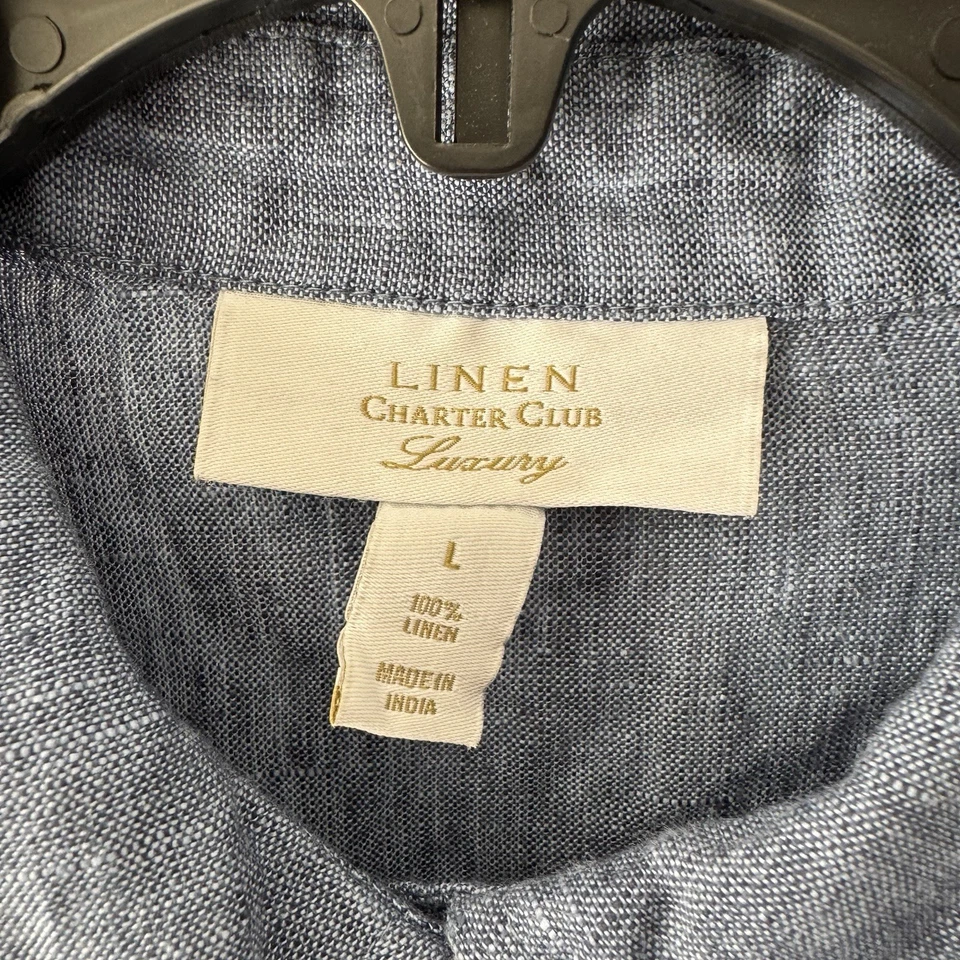 LINEN
CHARTER CLUB
Luxury
L
100%
LINEN
MADE IN
INDIA